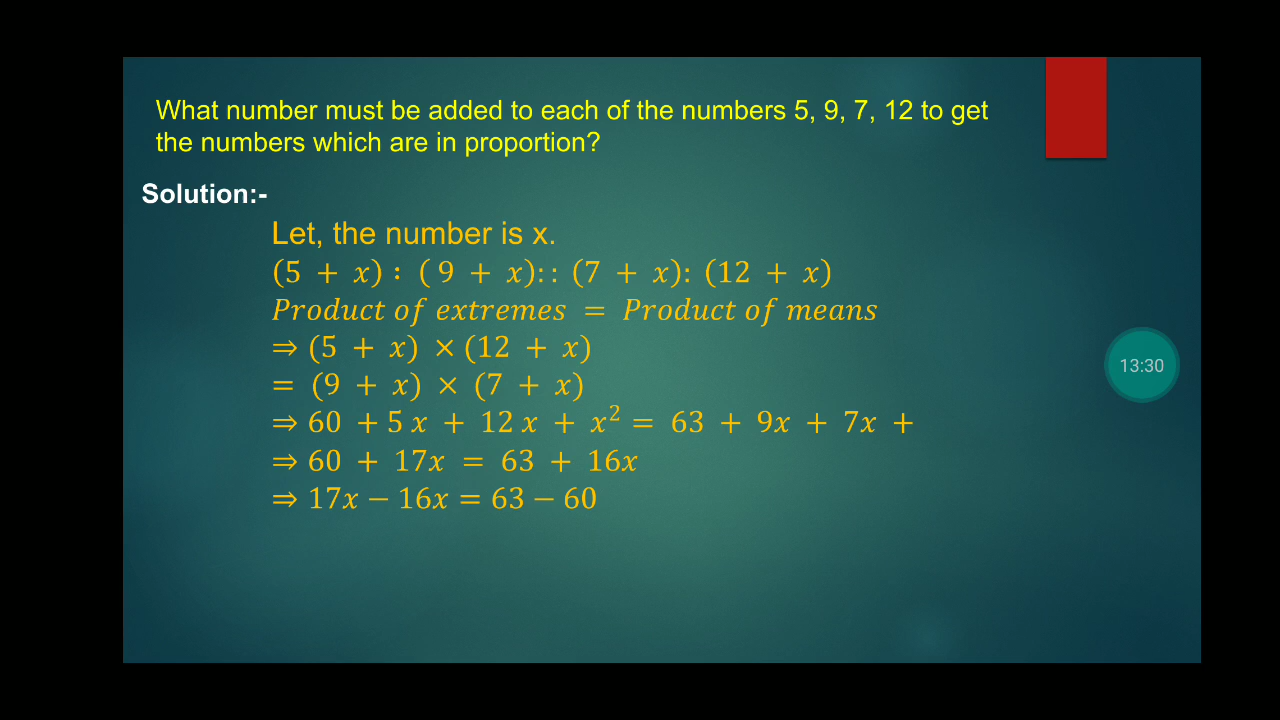 What number must be added to each of the numbers 5, 9, 7, 12 to get
the numbers which are in proportion?
Solution:-
Let, the number is x.
(5 + x) : ( 9 + x): : (7 + x): (12 + x)
Product of extremes = Product of means
⇒ (5 + x) × (12 + x)
= (9 + x) × (7 + x)
⇒ 60 + 5 x + 12 x + x² = 63 + 9x + 7x +
⇒ 60 + 17x = 63 + 16x
⇒ 17x − 16x = 63 − 60
13:30